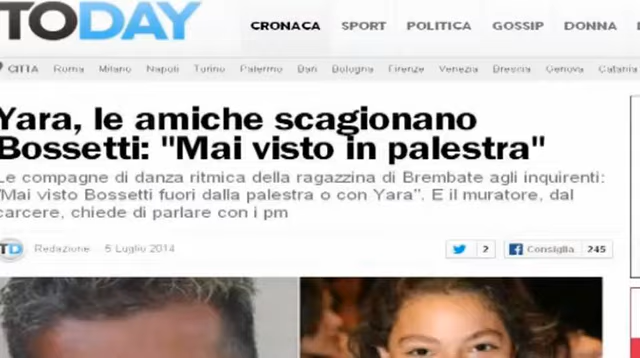 TODAY
CRONACA SPORT POLITICA GOSSIP DONNA
CITTÀ Roma Milano Napoli Torino Palermo Bari Bologna Firenze Venezia Brescia Genova Catania
Yara, le amiche scagionano
Bossetti: "Mai visto in palestra"
Le compagne di danza ritmica della ragazzina di Brembate agli inquirenti:
"Mai visto Bossetti fuori dalla palestra o con Yara". E il muratore, dal
carcere, chiede di parlare con i pm
TD Redazione 5 Luglio 2014 2 Consiglia 245